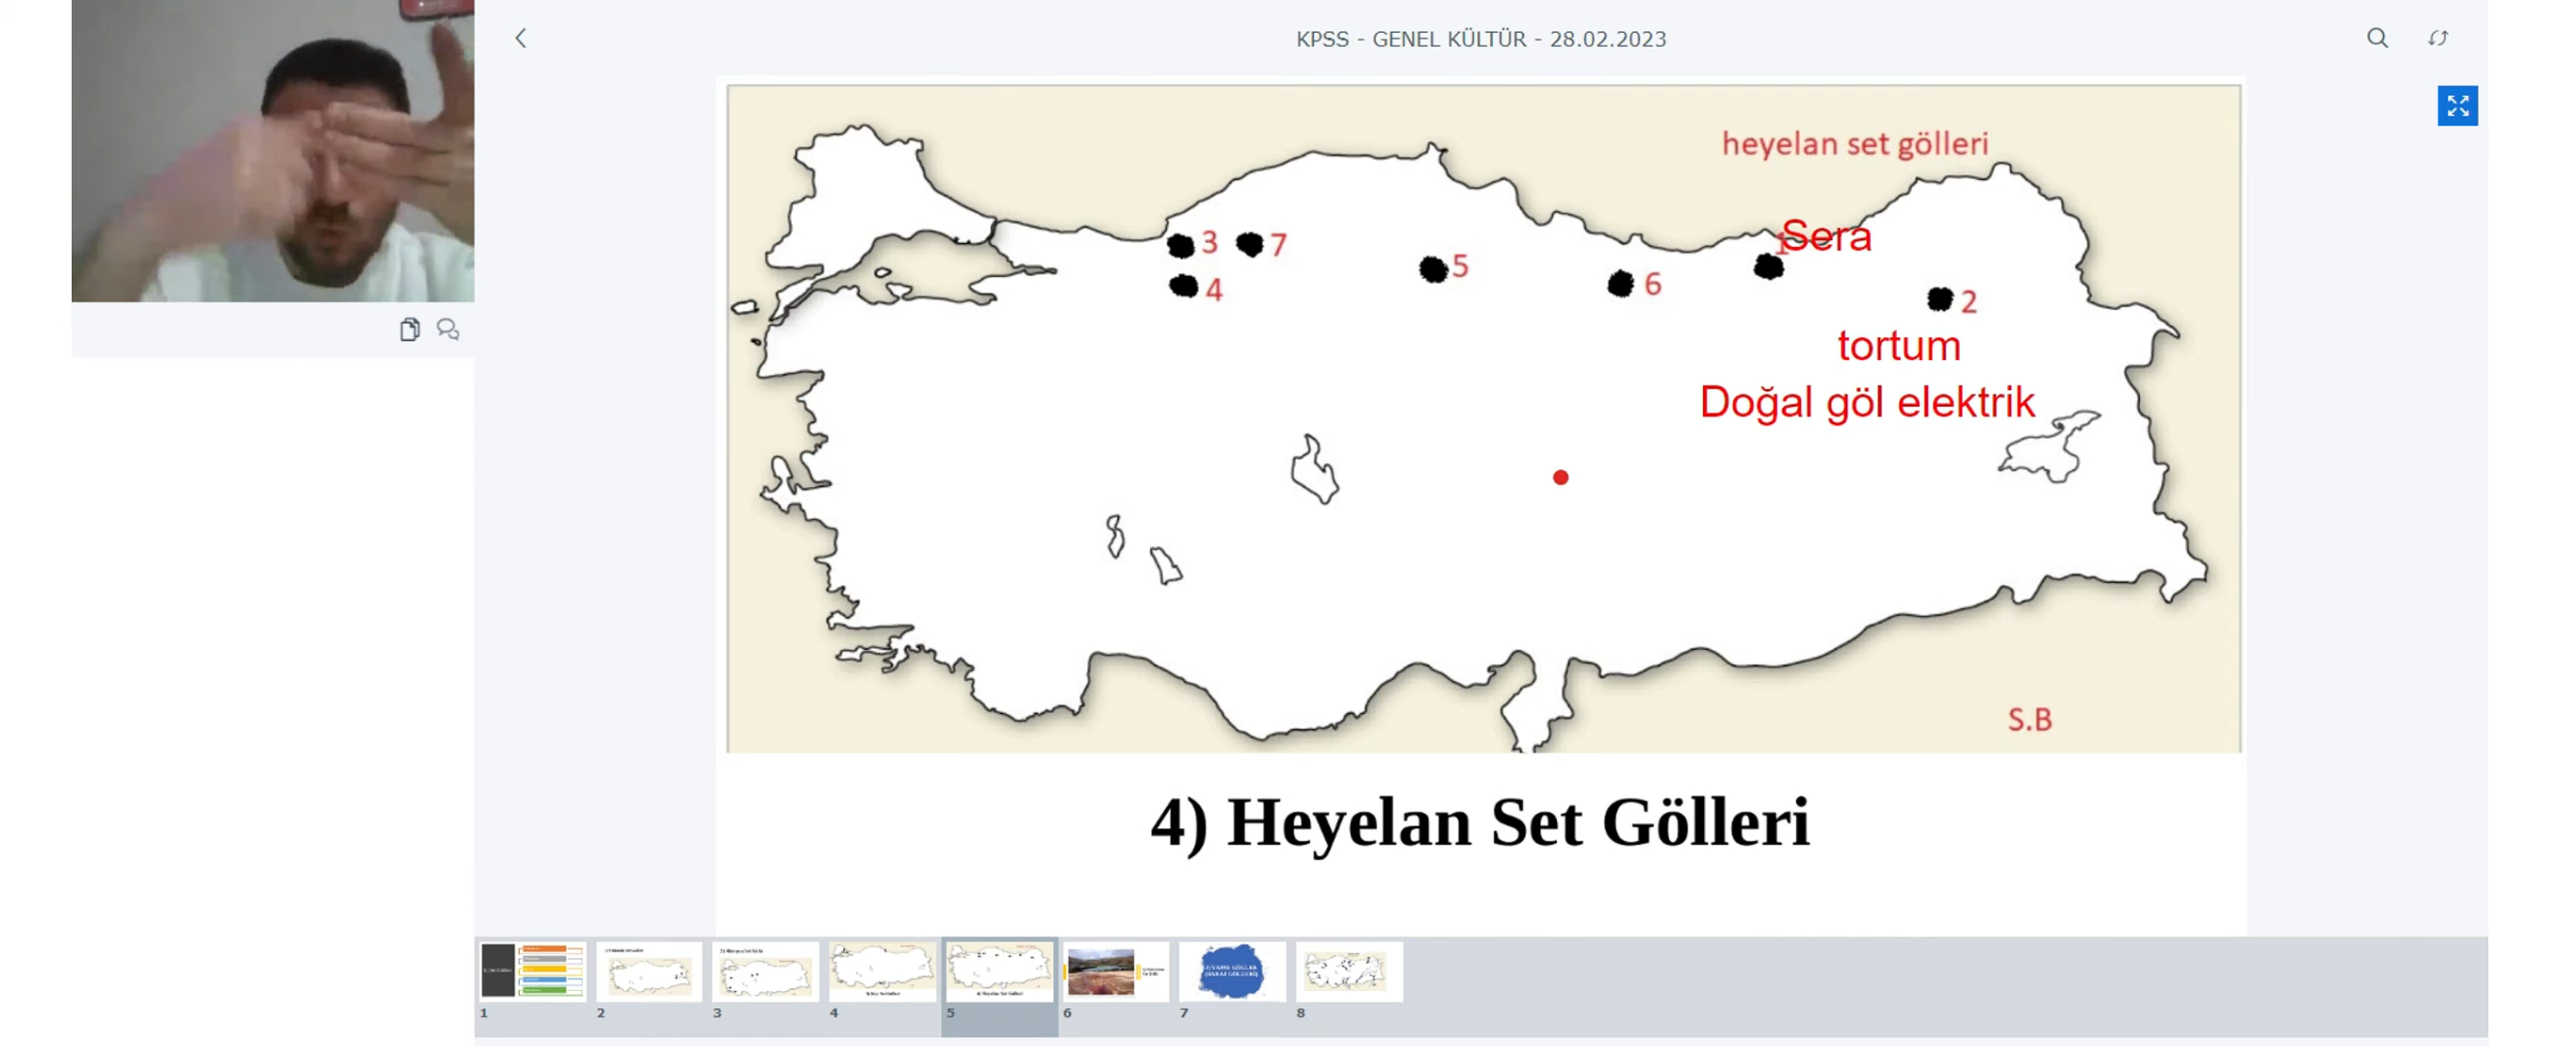 KPSS - GENEL KÜLTÜR - 28.02.2023
heyelan set gölleri
3
7
5
6
1
Sera
4
2
tortum
Doğal göl elektrik
S.B
4) Heyelan Set Gölleri
1
2
3
4
5
6
7
8